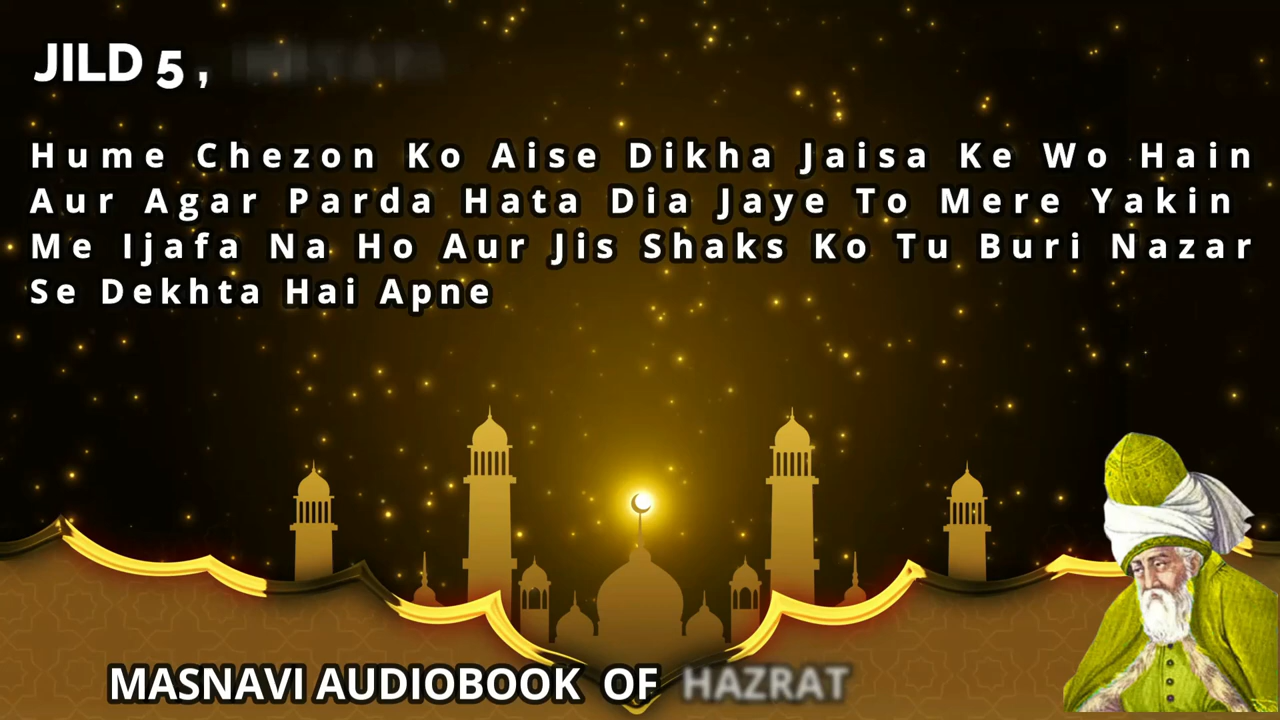 JILD 5 ,
Hume Chezon Ko Aise Dikha Jaisa Ke Wo Hain
Aur Agar Parda Hata Dia Jaye To Mere Yakin
Me Ijafa Na Ho Aur Jis Shaks Ko Tu Buri Nazar
Se Dekhta Hai Apne
MASNAVI AUDIOBOOK OF HAZRAT